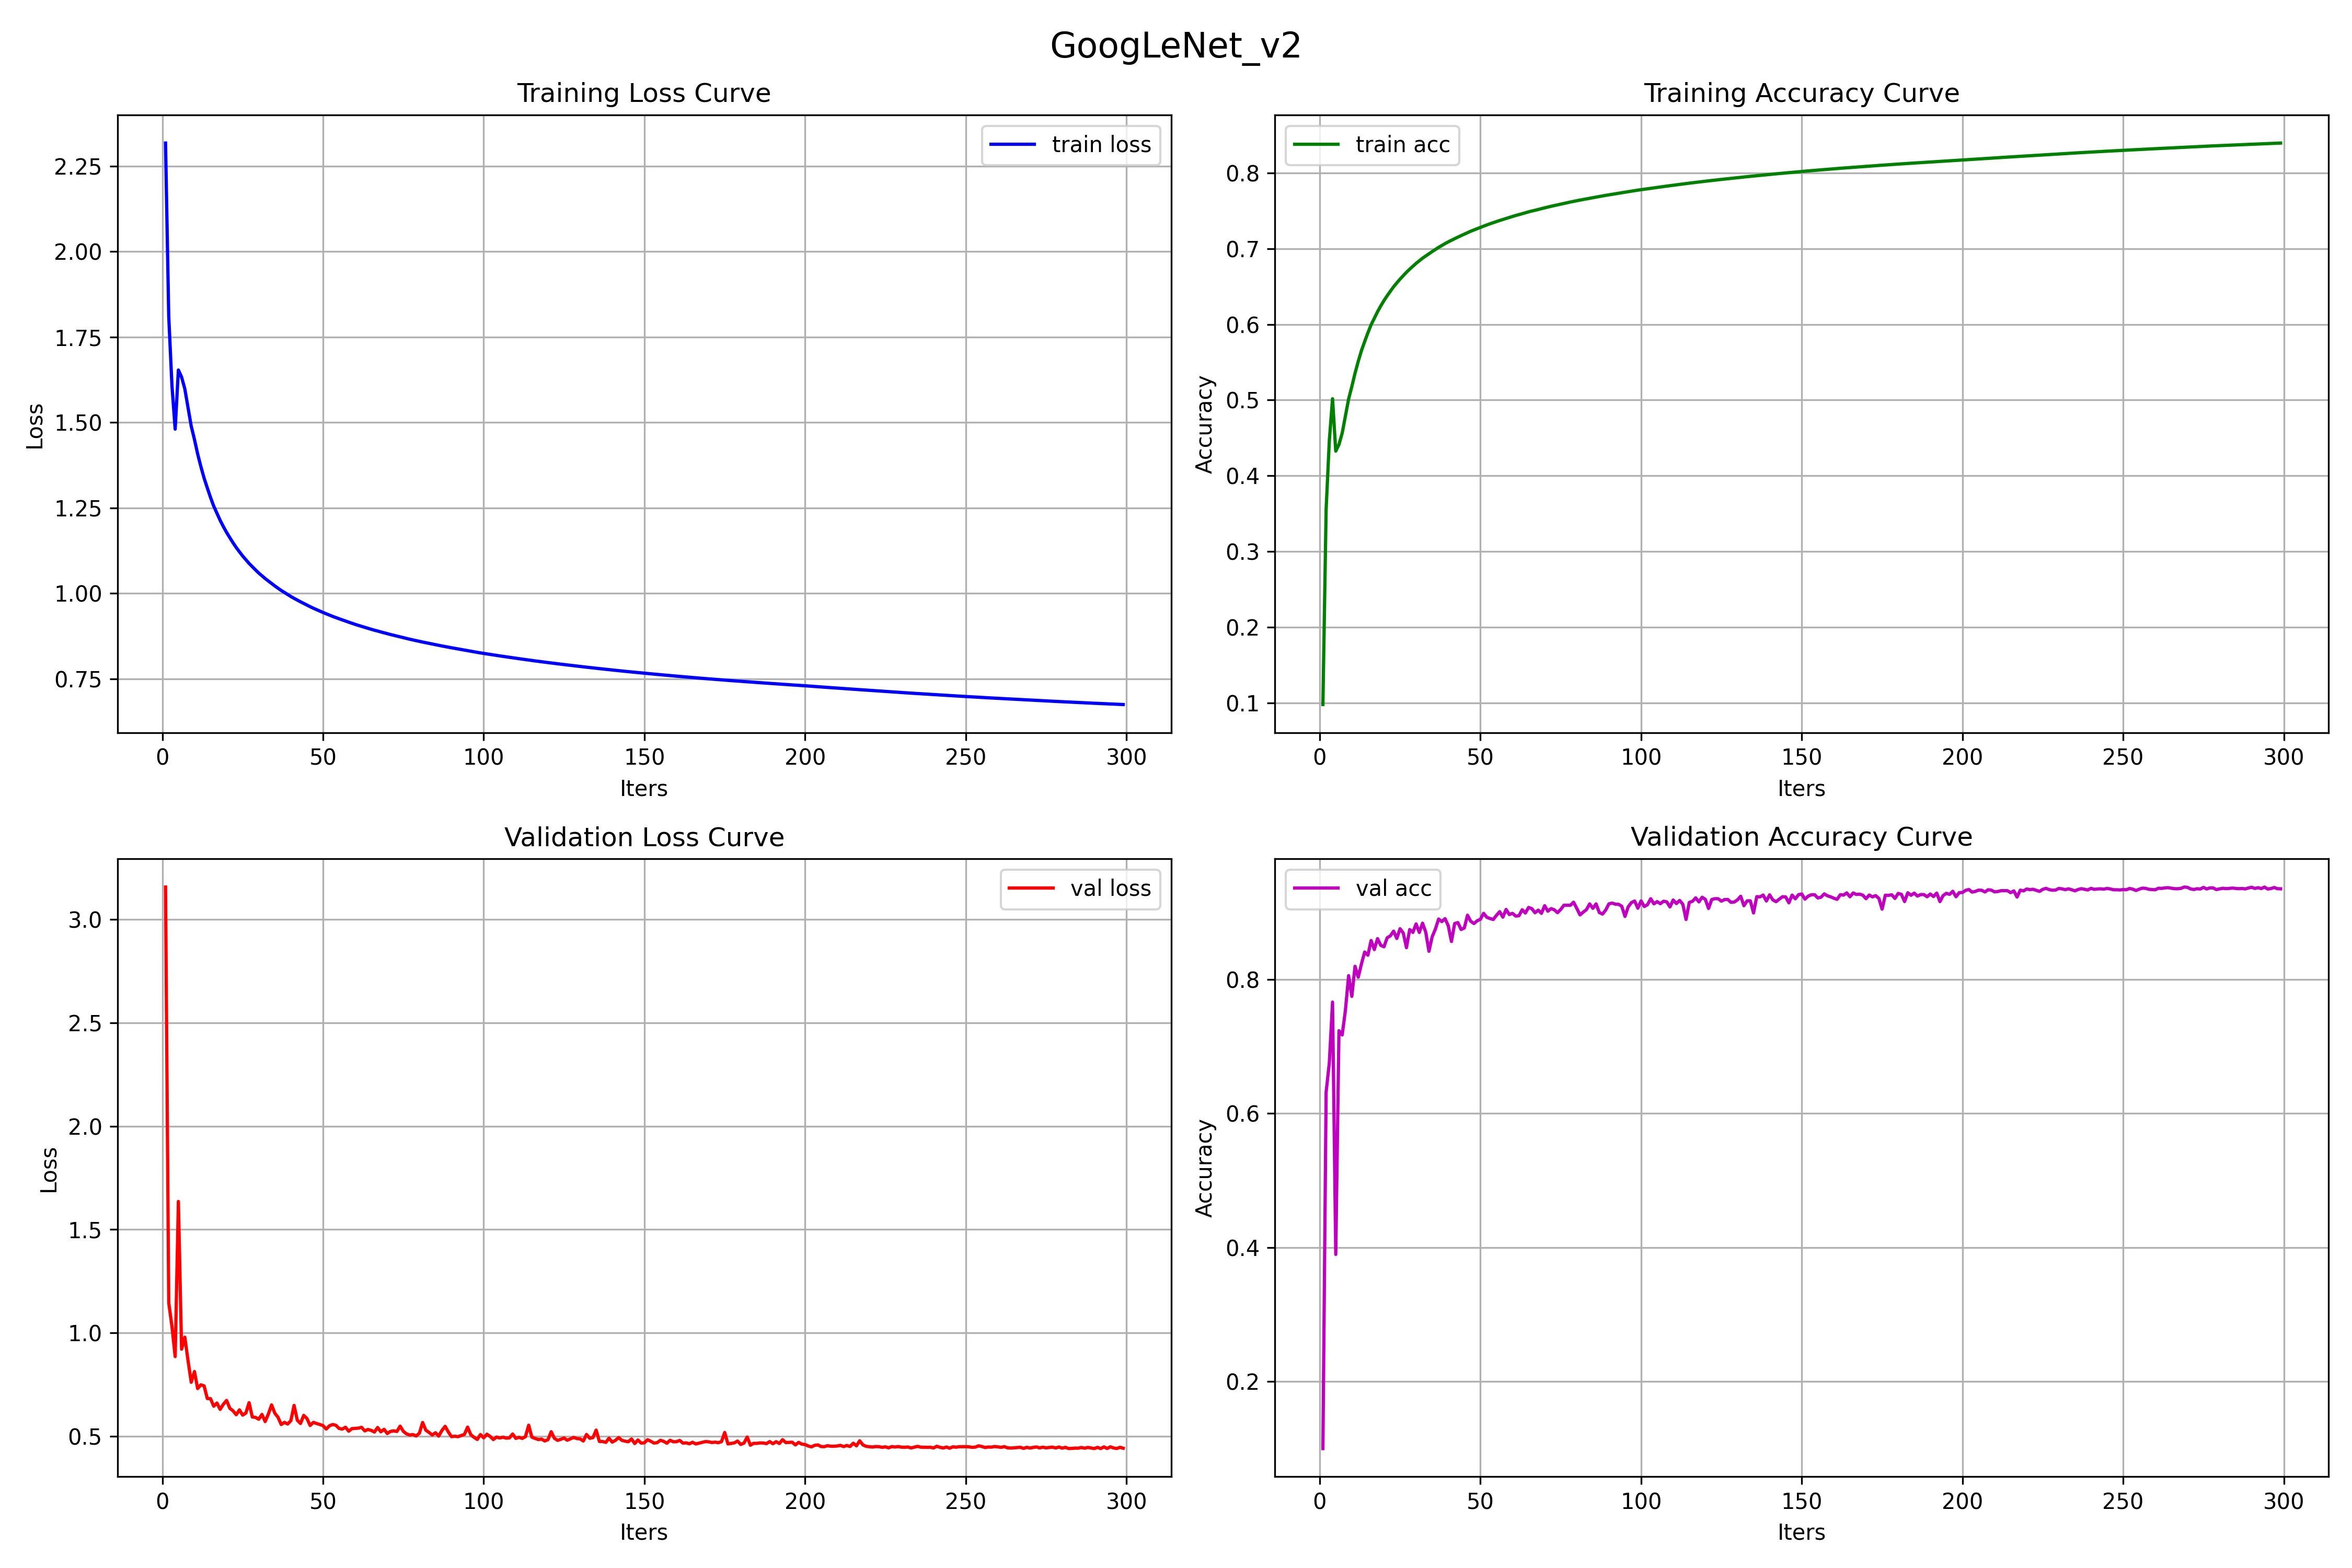 GoogLeNet_v2
Training Loss Curve
train loss
2.25
2.00
1.75
1.50
1.25
1.00
0.75
Loss
0 50 100 150 200 250 300
Iters
Training Accuracy Curve
train acc
0.8
0.7
0.6
0.5
0.4
0.3
0.2
0.1
Accuracy
0 50 100 150 200 250 300
Iters
Validation Loss Curve
val loss
3.0
2.5
2.0
1.5
1.0
0.5
Loss
0 50 100 150 200 250 300
Iters
Validation Accuracy Curve
val acc
0.8
0.6
0.4
0.2
Accuracy
0 50 100 150 200 250 300
Iters